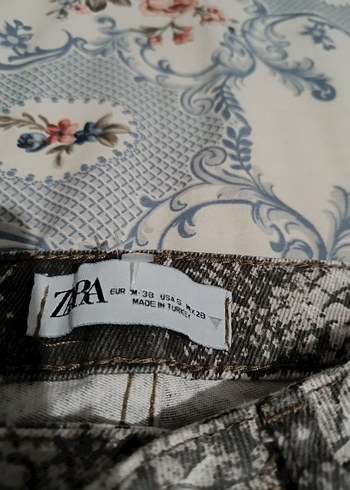 ZARA
EUR M-38 USA S MEX 28
MADE IN TURKEY